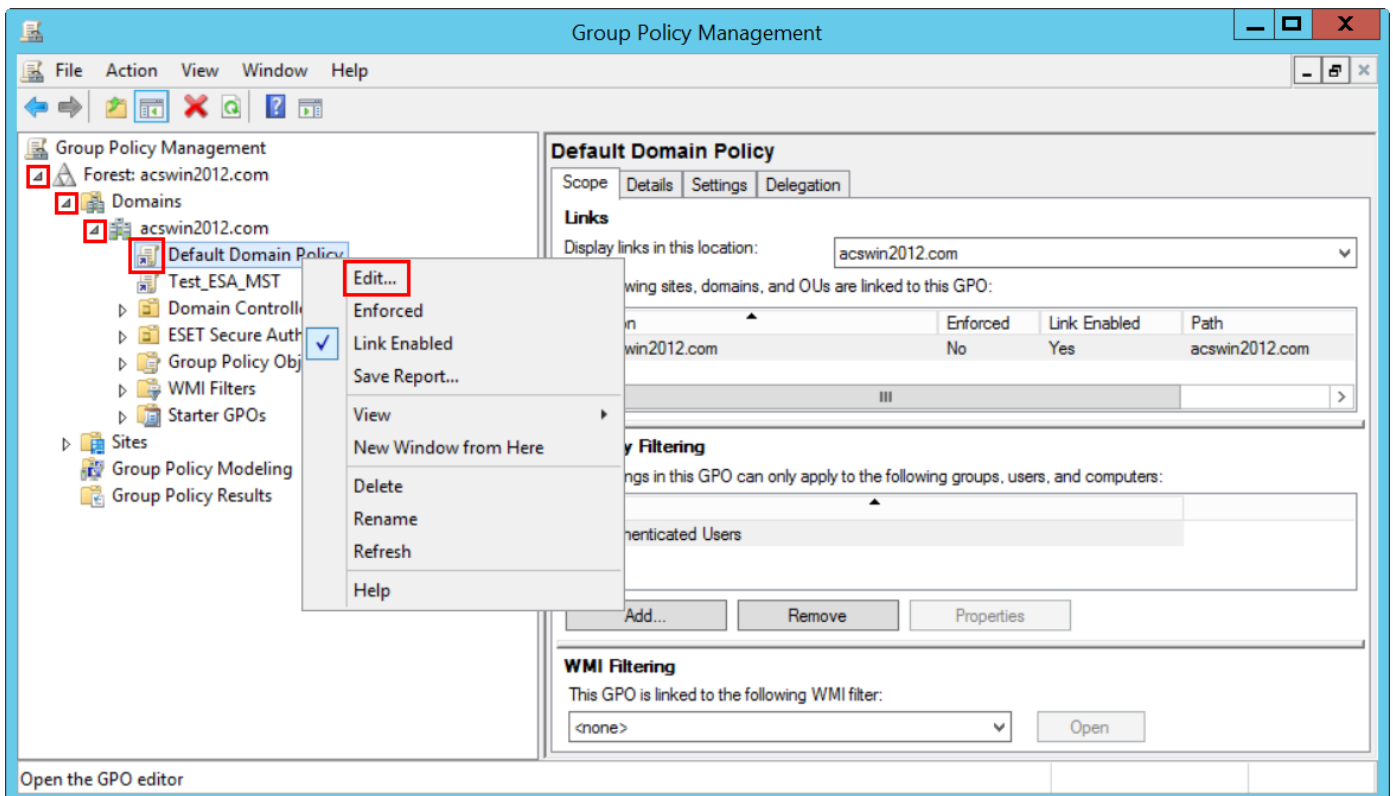 Group Policy Management
File Action View Window Help
Group Policy Management
Forest: acswin2012.com
Domains
acswin2012.com
Default Domain Policy
Test_ESA_MST
Domain Controll
ESET Secure Auth
Group Policy Obj
WMI Filters
Starter GPOs
Sites
Group Policy Modeling
Group Policy Results
Edit...
Enforced
Link Enabled
Save Report...
View
New Window from Here
Delete
Rename
Refresh
Help
Default Domain Policy
Scope Details Settings Delegation
Links
Display links in this location: acswin2012.com
wing sites, domains, and OUs are linked to this GPO:
n Enforced Link Enabled Path
win2012.com No Yes acswin2012.com
y Filtering
ngs in this GPO can only apply to the following groups, users, and computers:
henticated Users
Add... Remove Properties
WMI Filtering
This GPO is linked to the following WMI filter:
<none> Open
Open the GPO editor